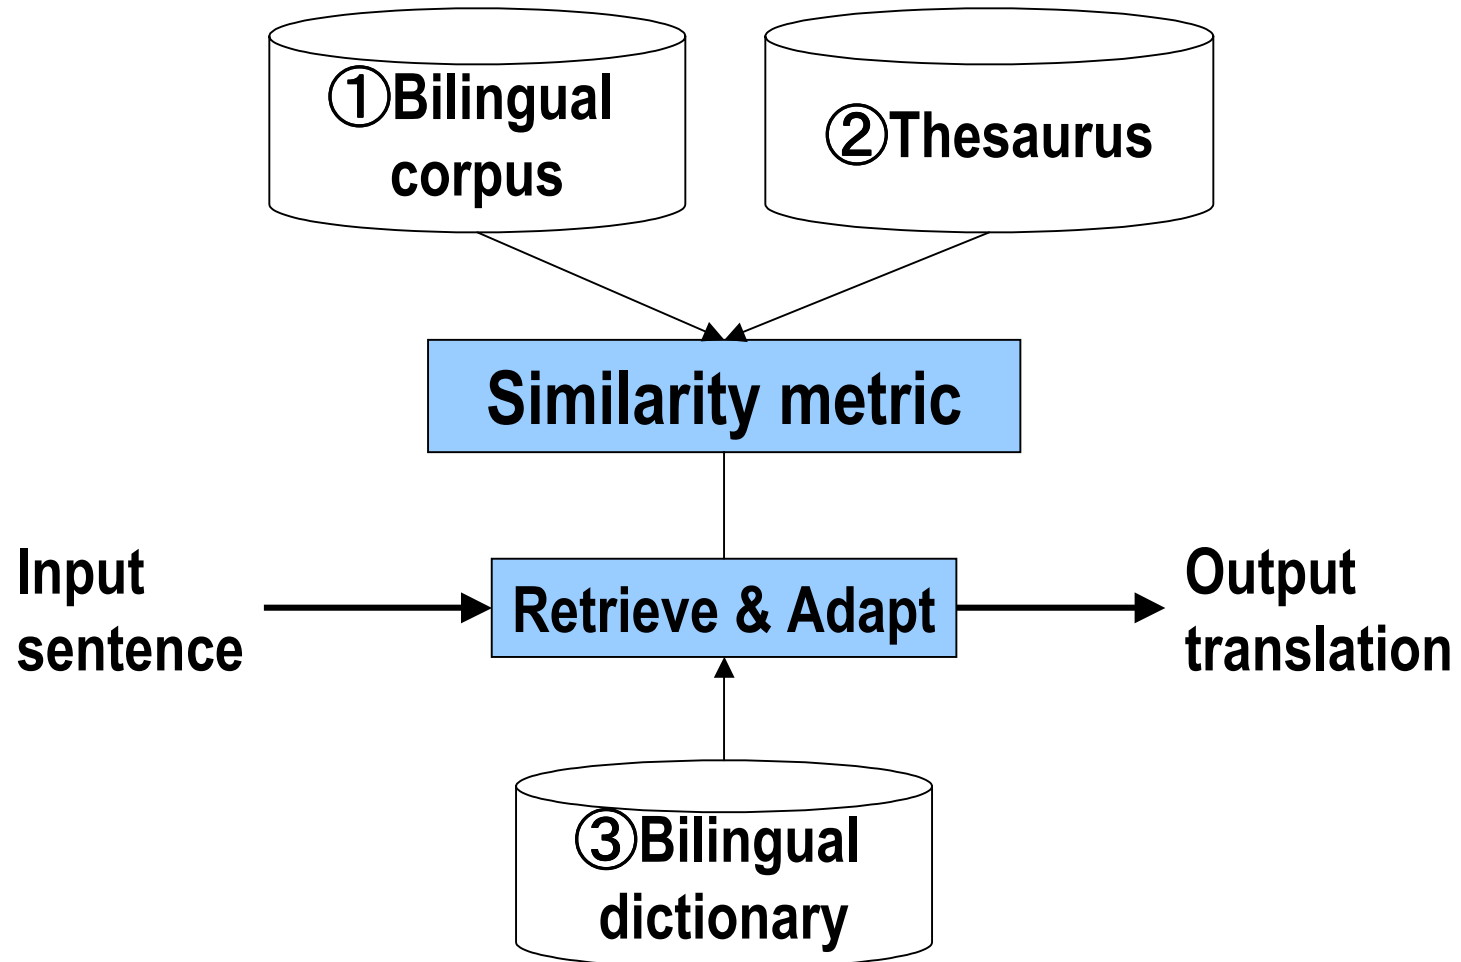 ①Bilingual
corpus
②Thesaurus
Similarity metric
Input
sentence
Retrieve & Adapt
Output
translation
③Bilingual
dictionary